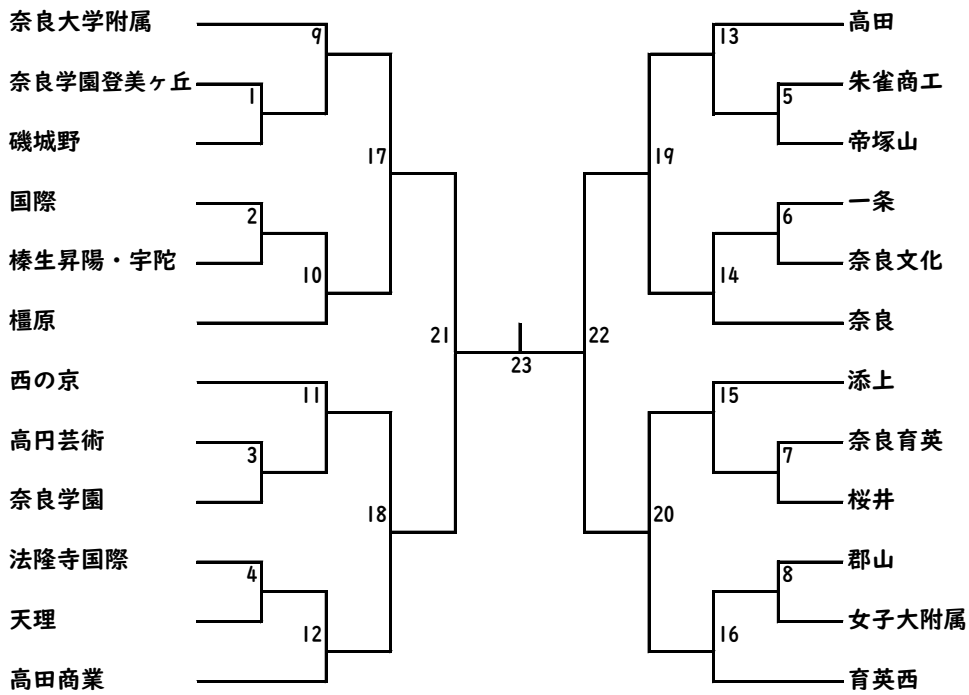 奈良大学附属
奈良学園登美ヶ丘
磯城野
国際
榛生昇陽・宇陀
橿原
西の京
高円芸術
奈良学園
法隆寺国際
天理
高田商業
1
2
3
4
9
10
11
12
17
18
21
23
22
19
20
13
14
15
16
5
6
7
8
高田
朱雀商工
帝塚山
一条
奈良文化
奈良
添上
奈良育英
桜井
郡山
女子大附属
育英西